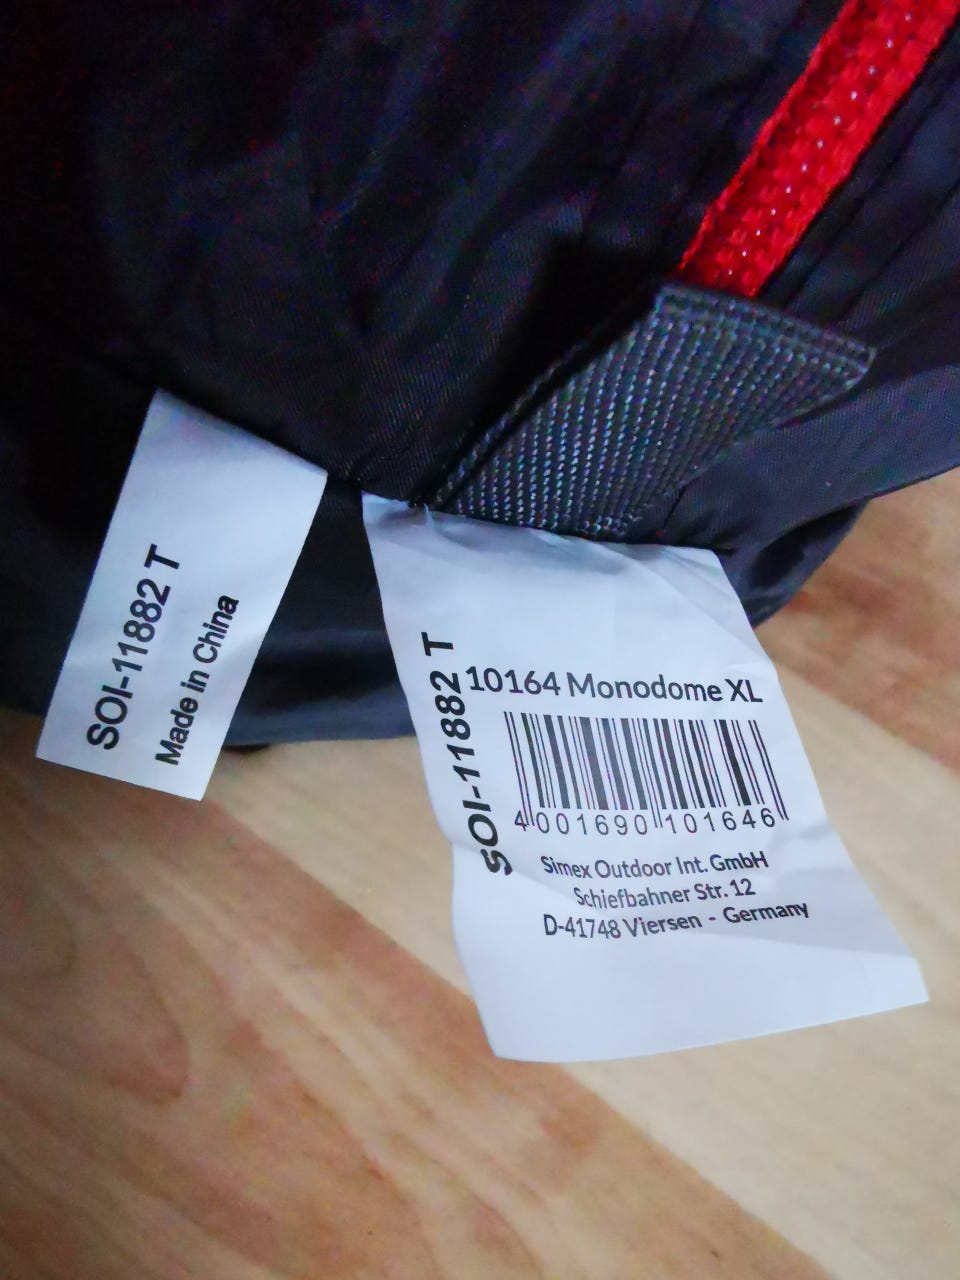 SOI-11882 T
Made in China
SOI-11882 T
10164 Monodome XL
4 001690 101646
Simex Outdoor Int. GmbH
Schiefbahner Str. 12
D-41748 Viersen - Germany